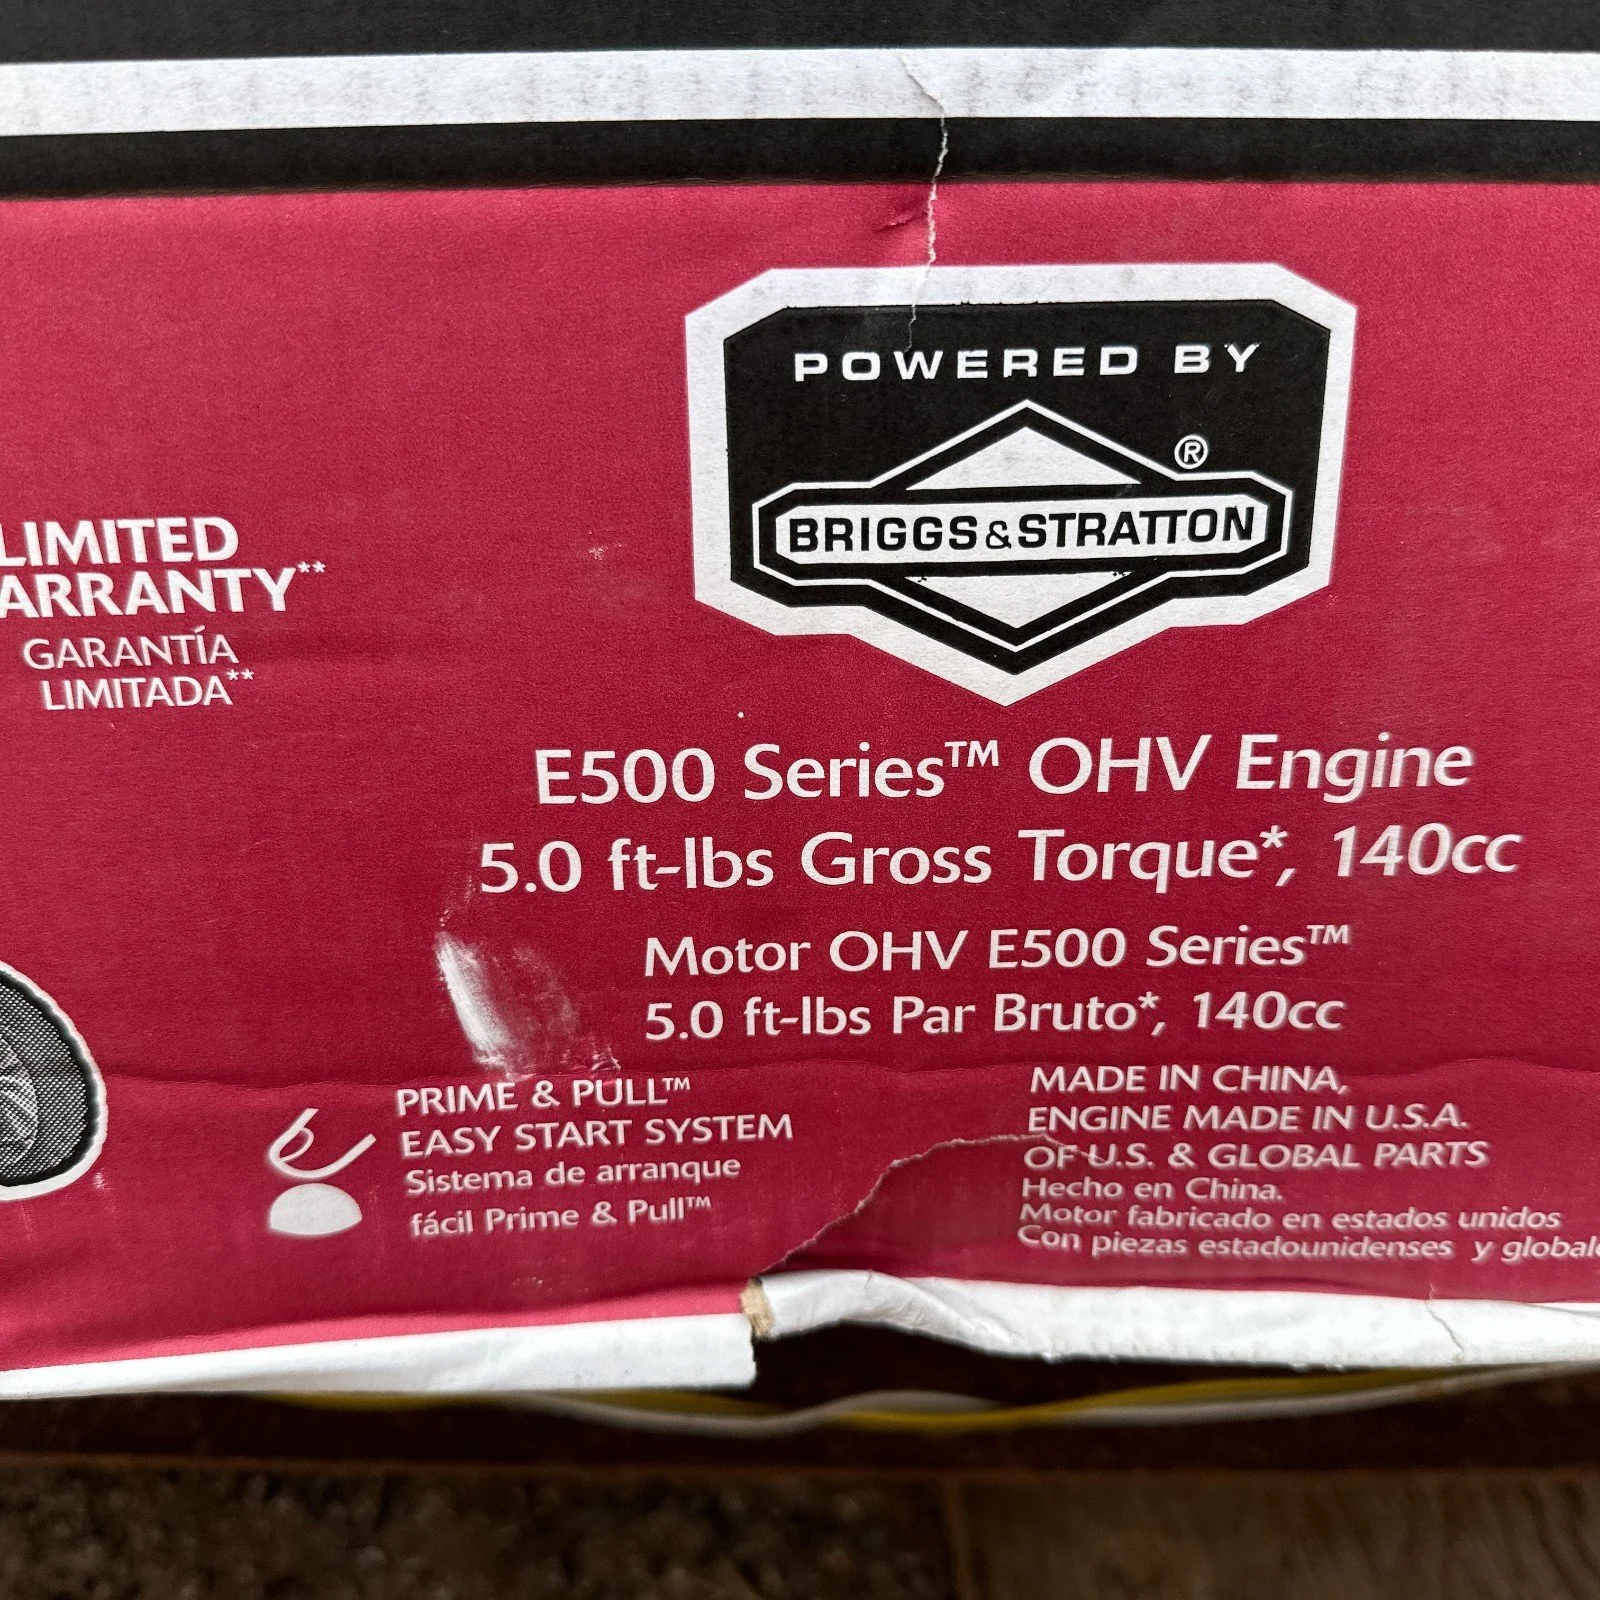 POWERED BY
BRIGGS&STRATTON®
LIMITED
GARANTÍA
LIMITADA**
E500 Series™ OHV Engine
5.0 ft-lbs Gross Torque*, 140cc
Motor OHV E500 Series™
5.0 ft-lbs Par Bruto*, 140cc
PRIME & PULL™
EASY START SYSTEM
Sistema de arranque
fácil Prime & Pull™
MADE IN CHINA,
ENGINE MADE IN U.S.A.
OF U.S. & GLOBAL PARTS
Hecho en China.
Motor fabricado en estados unidos
Con piezas estadounidenses y